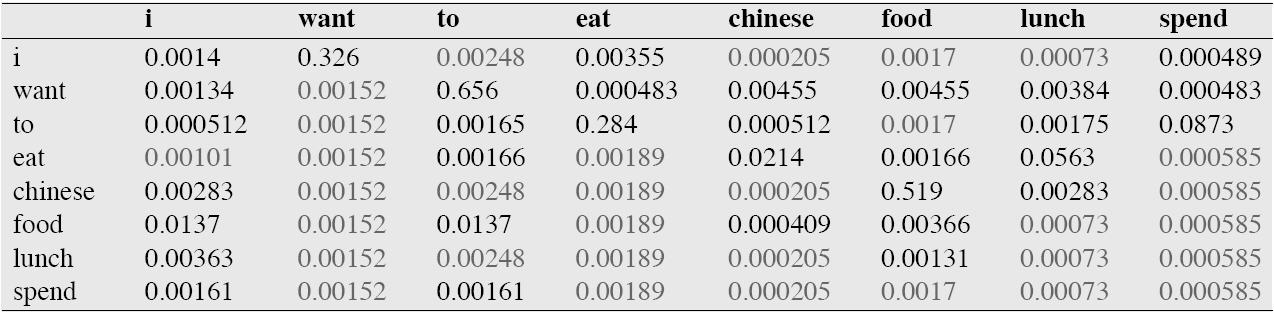 i want to eat chinese food lunch spend
i 0.0014 0.326 0.00248 0.00355 0.000205 0.0017 0.00073 0.000489
want 0.00134 0.00152 0.656 0.000483 0.00455 0.00455 0.00384 0.000483
to 0.000512 0.00152 0.00165 0.284 0.000512 0.0017 0.00175 0.0873
eat 0.00101 0.00152 0.00166 0.00189 0.0214 0.00166 0.0563 0.000585
chinese 0.00283 0.00152 0.00248 0.00189 0.000205 0.519 0.00283 0.000585
food 0.0137 0.00152 0.0137 0.00189 0.000409 0.00366 0.00073 0.000585
lunch 0.00363 0.00152 0.00248 0.00189 0.000205 0.00131 0.00073 0.000585
spend 0.00161 0.00152 0.00161 0.00189 0.000205 0.0017 0.00073 0.000585